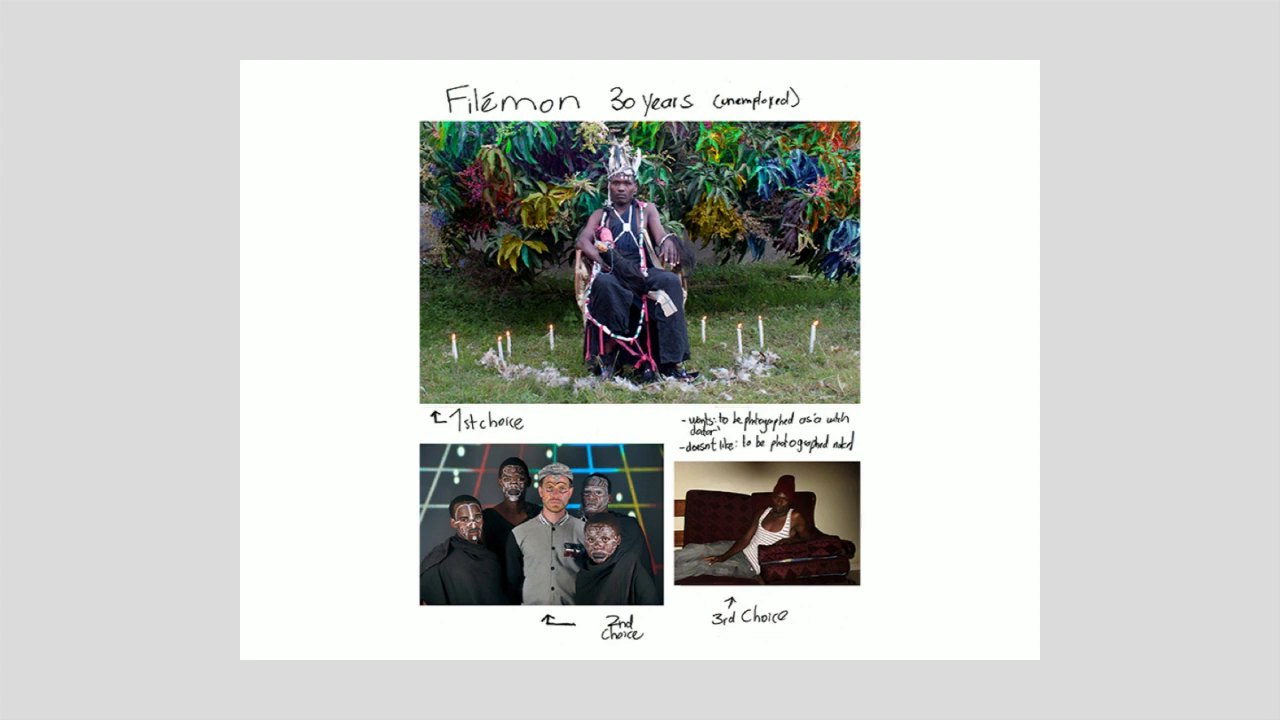 Filémon 30 years (unemployed)
1st choice
- wants: to be photographed as a witch
doctor
- doesn't like: to be photographed naked
2nd
Choice
3rd Choice